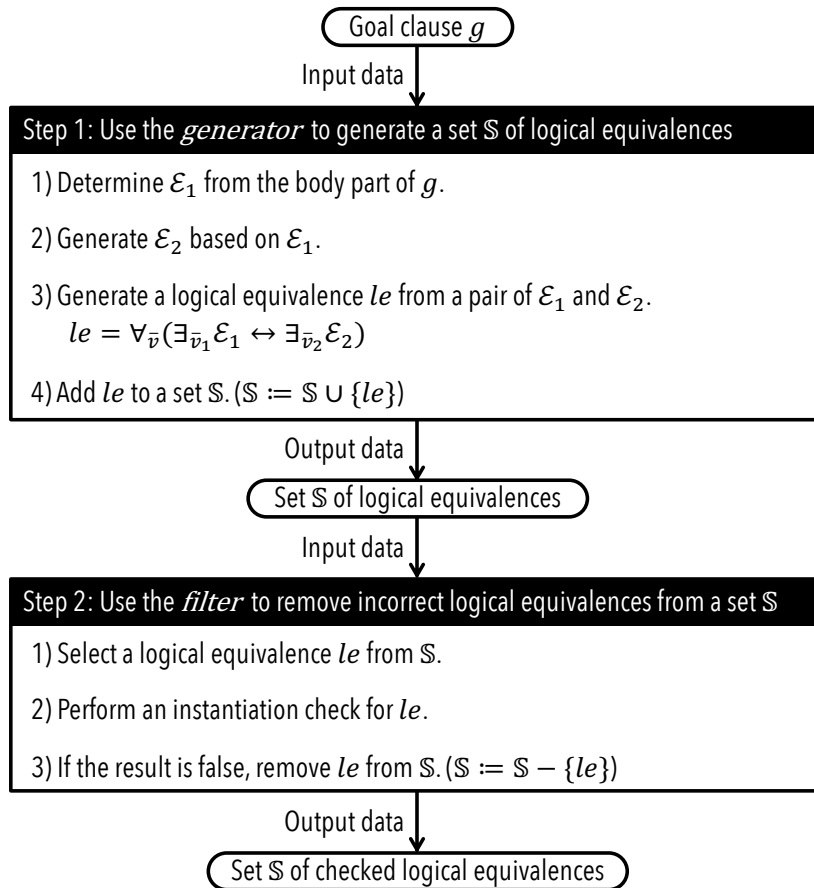 Goal clause g
Input data
Step 1: Use the generator to generate a set 𝕊 of logical equivalences
1) Determine ℰ₁ from the body part of g.
2) Generate ℰ₂ based on ℰ₁.
3) Generate a logical equivalence le from a pair of ℰ₁ and ℰ₂.
le = ∀v̄(∃v̄₁ℰ₁ ↔ ∃v̄₂ℰ₂)
4) Add le to a set 𝕊. (𝕊 ≔ 𝕊 ∪ {le})
Output data
Set 𝕊 of logical equivalences
Input data
Step 2: Use the filter to remove incorrect logical equivalences from a set 𝕊
1) Select a logical equivalence le from 𝕊.
2) Perform an instantiation check for le.
3) If the result is false, remove le from 𝕊. (𝕊 ≔ 𝕊 − {le})
Output data
Set 𝕊 of checked logical equivalences